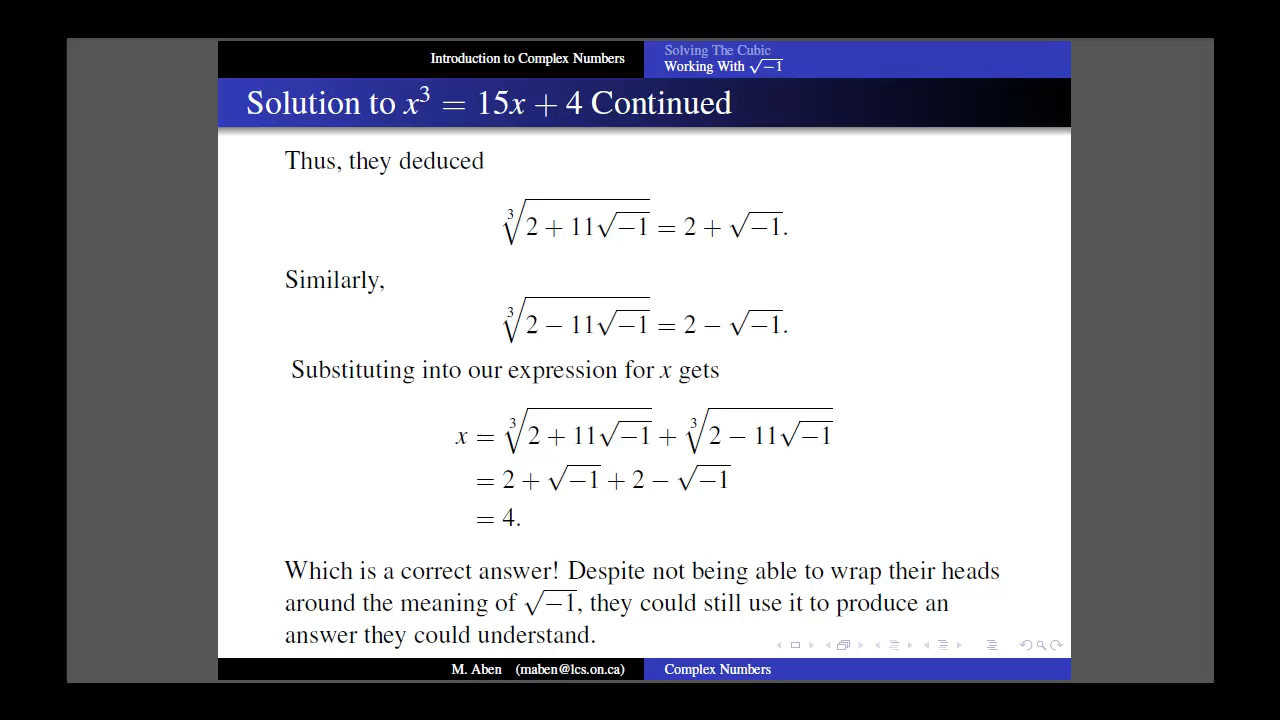 Introduction to Complex Numbers
Solving The Cubic
Working With √−1
Solution to x³ = 15x + 4 Continued
Thus, they deduced
∛(2 + 11√−1) = 2 + √−1.
Similarly,
∛(2 − 11√−1) = 2 − √−1.
Substituting into our expression for x gets
x = ∛(2 + 11√−1) + ∛(2 − 11√−1)
= 2 + √−1 + 2 − √−1
= 4.
Which is a correct answer! Despite not being able to wrap their heads
around the meaning of √−1, they could still use it to produce an
answer they could understand.
M. Aben (maben@lcs.on.ca)
Complex Numbers